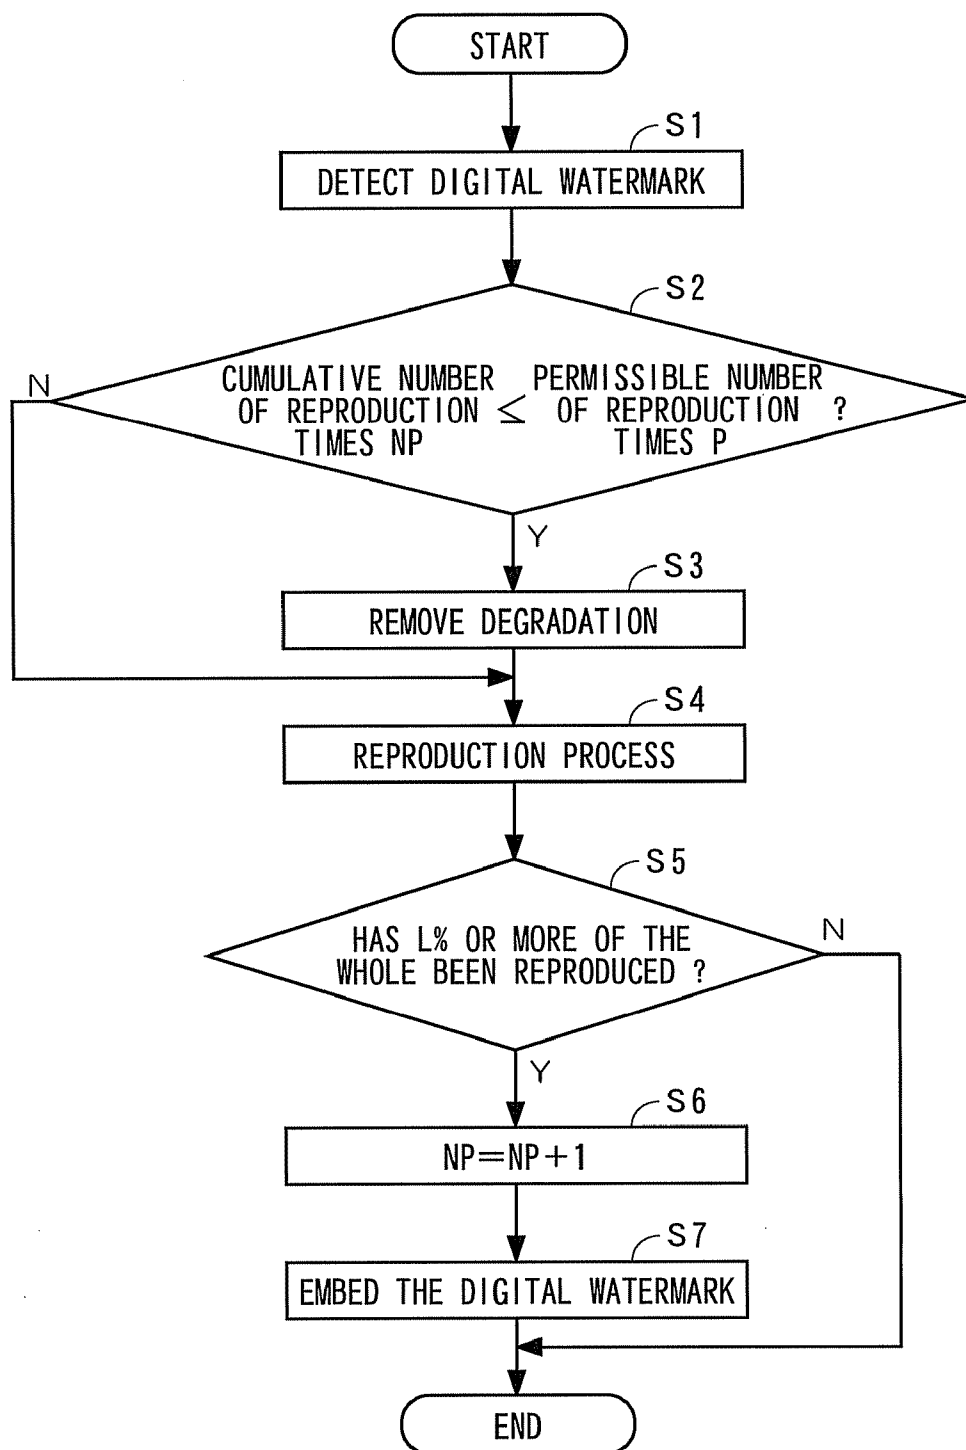 START
S1
DETECT DIGITAL WATERMARK
S2
N
CUMULATIVE NUMBER
OF REPRODUCTION
TIMES NP
≤
PERMISSIBLE NUMBER
OF REPRODUCTION ?
TIMES P
Y
S3
REMOVE DEGRADATION
S4
REPRODUCTION PROCESS
S5
HAS L% OR MORE OF THE
WHOLE BEEN REPRODUCED ?
N
Y
S6
NP=NP+1
S7
EMBED THE DIGITAL WATERMARK
END